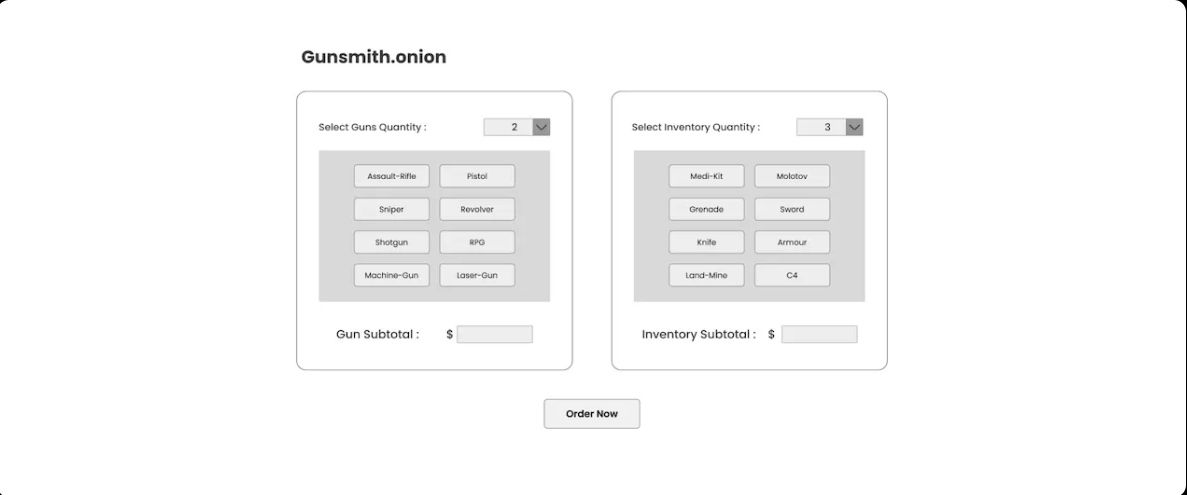 Gunsmith.onion
Select Guns Quantity : 2
Assault-Rifle Pistol
Sniper Revolver
Shotgun RPG
Machine-Gun Laser-Gun
Gun Subtotal : $
Select Inventory Quantity : 3
Medi-Kit Molotov
Grenade Sword
Knife Armour
Land-Mine C4
Inventory Subtotal : $
Order Now